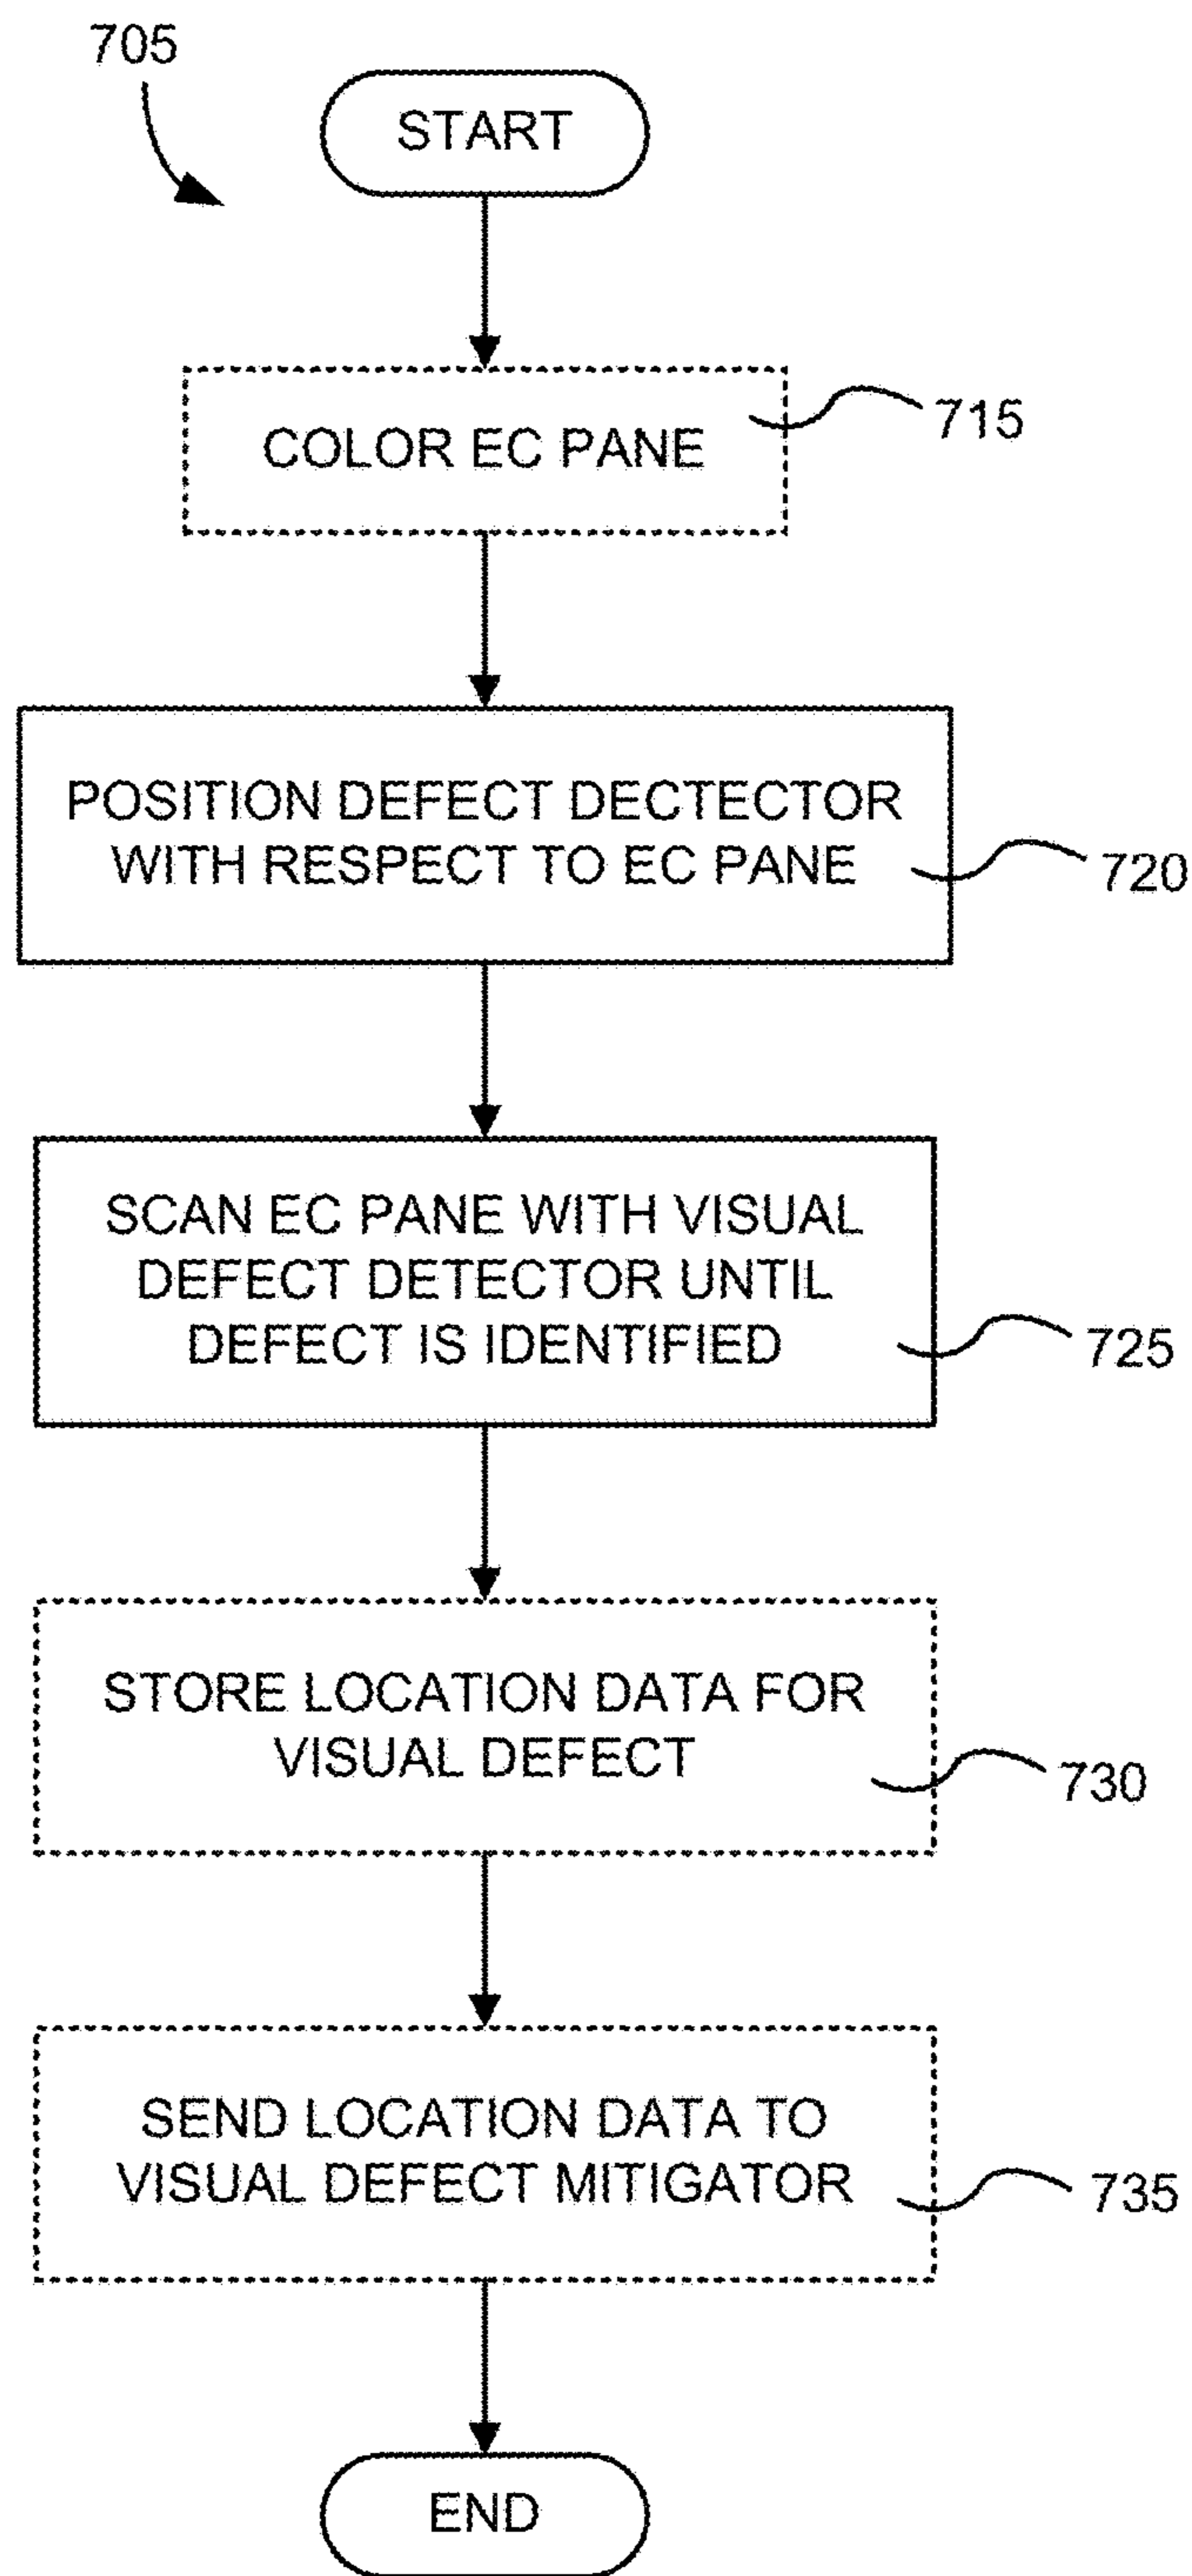 705
START
COLOR EC PANE
715
POSITION DEFECT DECTECTOR
WITH RESPECT TO EC PANE
720
SCAN EC PANE WITH VISUAL
DEFECT DETECTOR UNTIL
DEFECT IS IDENTIFIED
725
STORE LOCATION DATA FOR
VISUAL DEFECT
730
SEND LOCATION DATA TO
VISUAL DEFECT MITIGATOR
735
END